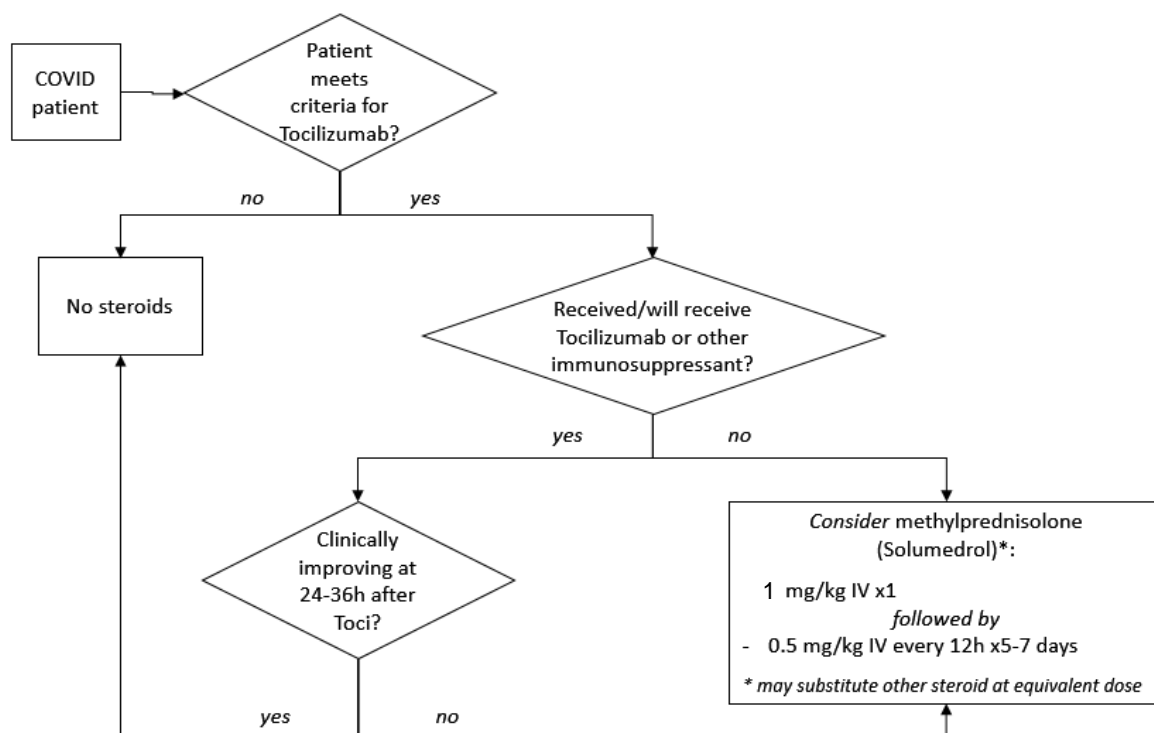 COVID
patient
Patient
meets
criteria for
Tocilizumab?
no
yes
No steroids
Received/will receive
Tocilizumab or other
immunosuppressant?
yes
no
Clinically
improving at
24-36h after
Toci?
Consider methylprednisolone
(Solumedrol)*:
1 mg/kg IV x1
followed by
- 0.5 mg/kg IV every 12h x5-7 days
* may substitute other steroid at equivalent dose
yes
no